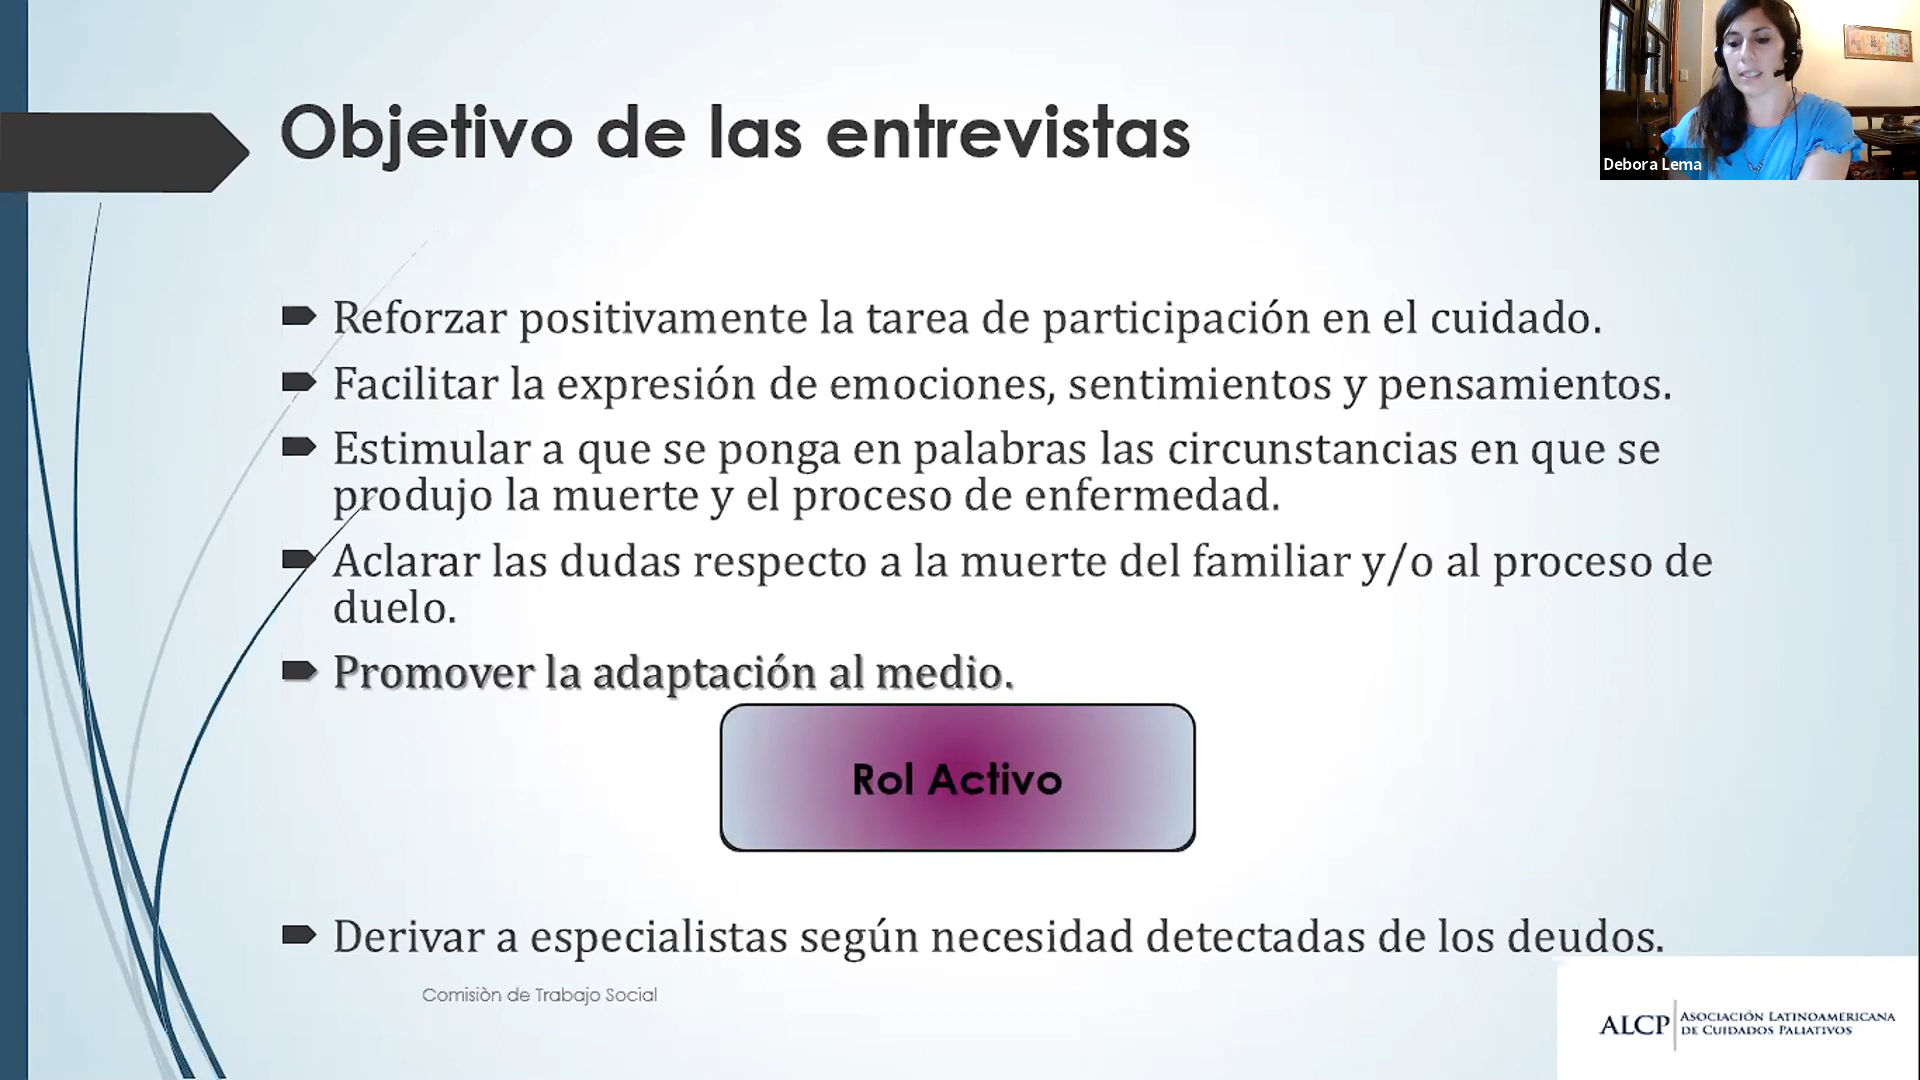 Objetivo de las entrevistas
Debora Lema
Reforzar positivamente la tarea de participación en el cuidado.
Facilitar la expresión de emociones, sentimientos y pensamientos.
Estimular a que se ponga en palabras las circunstancias en que se
produjo la muerte y el proceso de enfermedad.
Aclarar las dudas respecto a la muerte del familiar y/o al proceso de
duelo.
Promover la adaptación al medio.
Rol Activo
Derivar a especialistas según necesidad detectadas de los deudos.
Comisiòn de Trabajo Social
ALCP
ASOCIACIÓN LATINOAMERICANA
DE CUIDADOS PALIATIVOS